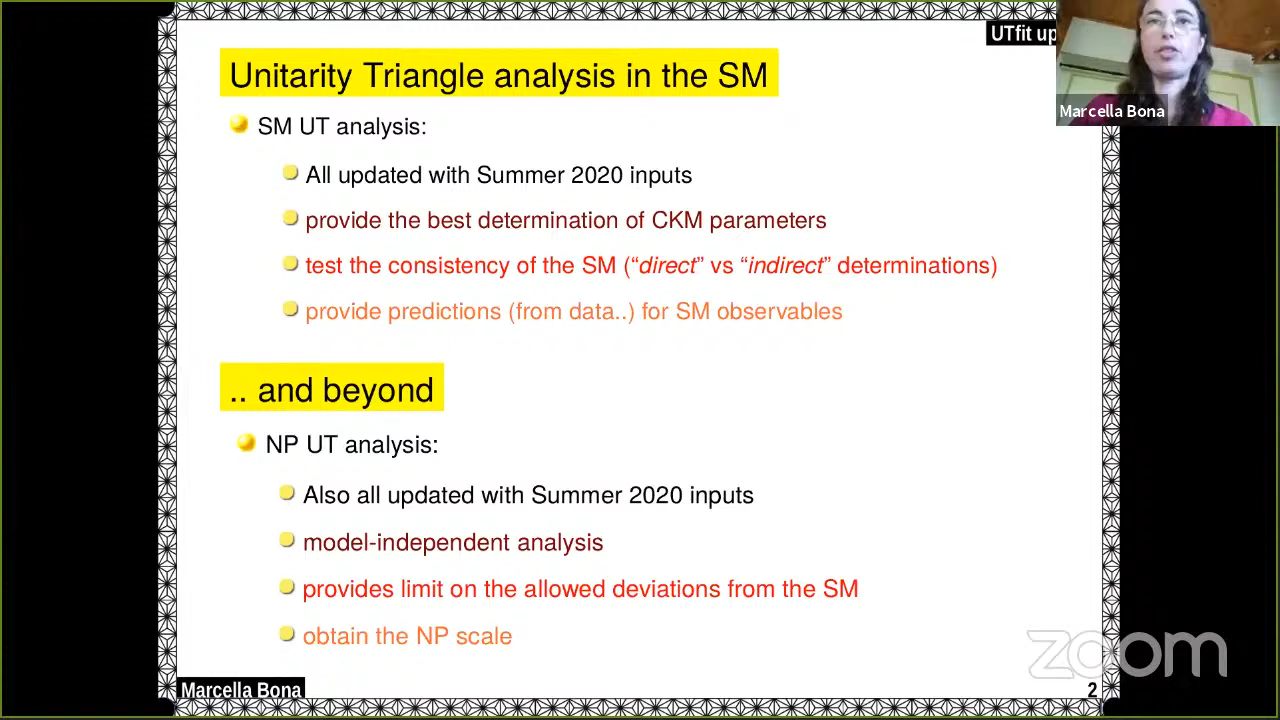 UTfit up
Marcella Bona
Unitarity Triangle analysis in the SM
SM UT analysis:
All updated with Summer 2020 inputs
provide the best determination of CKM parameters
test the consistency of the SM (“direct” vs “indirect” determinations)
provide predictions (from data..) for SM observables
.. and beyond
NP UT analysis:
Also all updated with Summer 2020 inputs
model-independent analysis
provides limit on the allowed deviations from the SM
obtain the NP scale
zoom
Marcella Bona
2